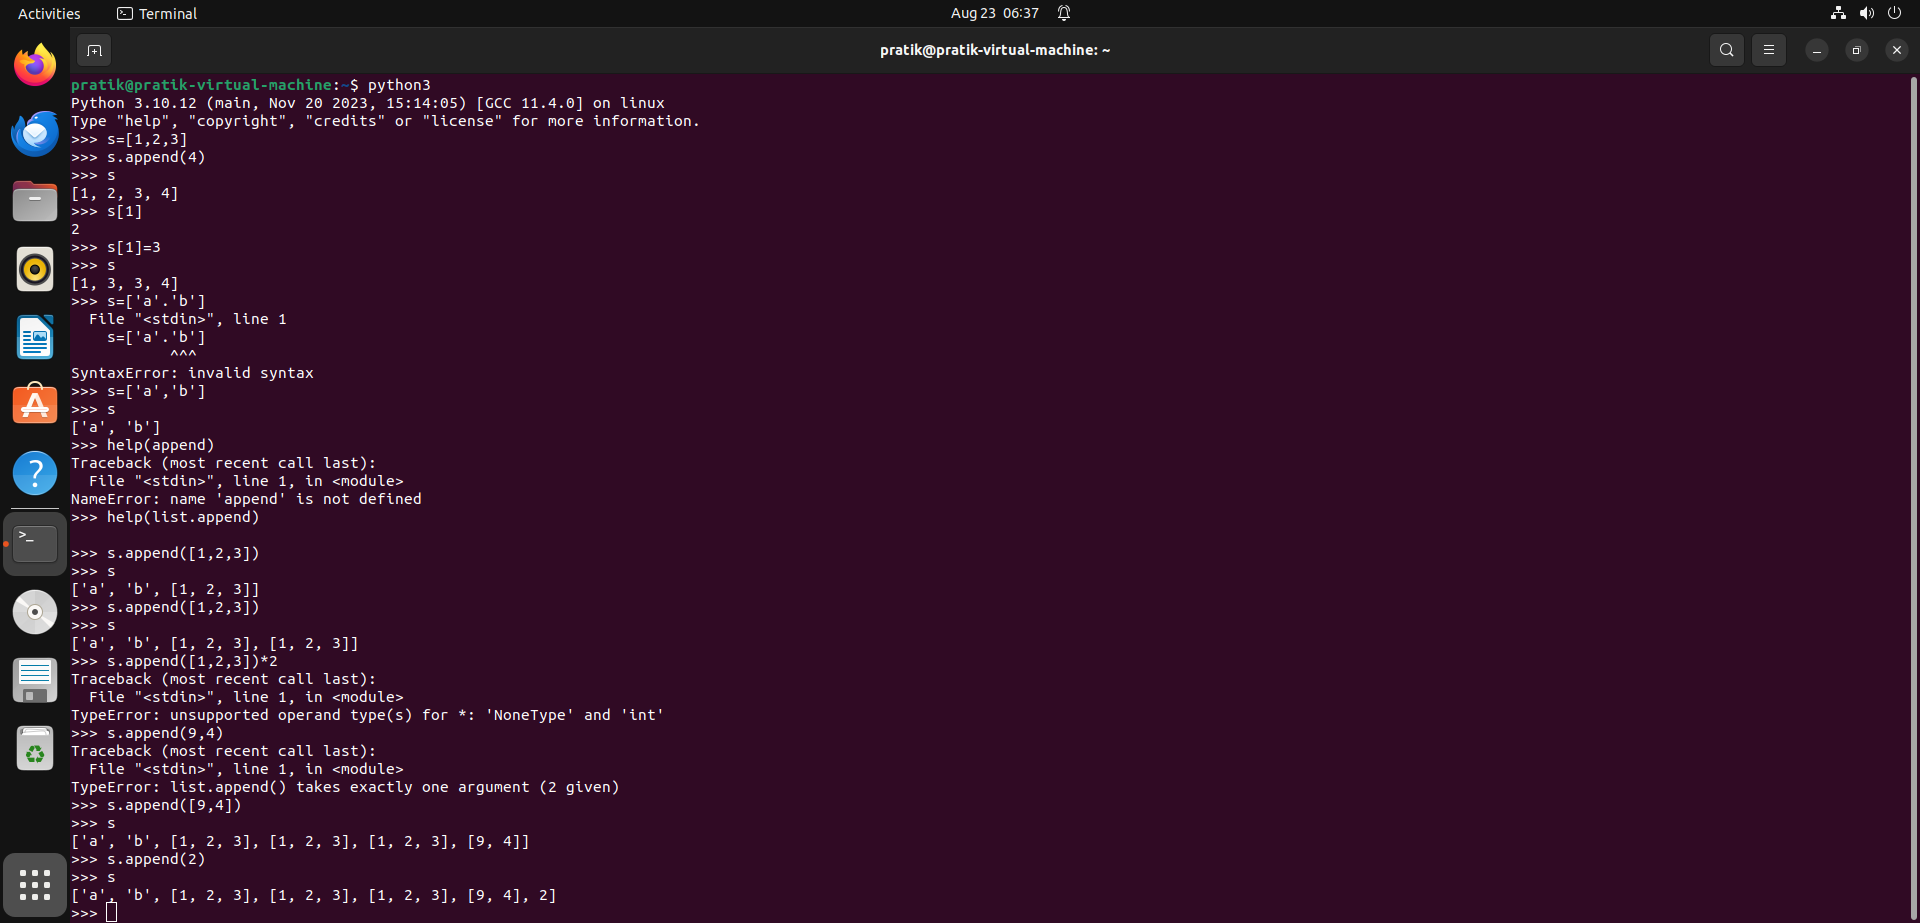 Activities
Terminal
Aug 23 06:37
pratik@pratik-virtual-machine: ~
pratik@pratik-virtual-machine:~$ python3
Python 3.10.12 (main, Nov 20 2023, 15:14:05) [GCC 11.4.0] on linux
Type "help", "copyright", "credits" or "license" for more information.
>>> s=[1,2,3]
>>> s.append(4)
>>> s
[1, 2, 3, 4]
>>> s[1]
2
>>> s[1]=3
>>> s
[1, 3, 3, 4]
>>> s=['a'.'b']
  File "<stdin>", line 1
    s=['a'.'b']
           ^^^
SyntaxError: invalid syntax
>>> s=['a','b']
>>> s
['a', 'b']
>>> help(append)
Traceback (most recent call last):
  File "<stdin>", line 1, in <module>
NameError: name 'append' is not defined
>>> help(list.append)

>>> s.append([1,2,3])
>>> s
['a', 'b', [1, 2, 3]]
>>> s.append([1,2,3])
>>> s
['a', 'b', [1, 2, 3], [1, 2, 3]]
>>> s.append([1,2,3])*2
Traceback (most recent call last):
  File "<stdin>", line 1, in <module>
TypeError: unsupported operand type(s) for *: 'NoneType' and 'int'
>>> s.append(9,4)
Traceback (most recent call last):
  File "<stdin>", line 1, in <module>
TypeError: list.append() takes exactly one argument (2 given)
>>> s.append([9,4])
>>> s
['a', 'b', [1, 2, 3], [1, 2, 3], [1, 2, 3], [9, 4]]
>>> s.append(2)
>>> s
['a', 'b', [1, 2, 3], [1, 2, 3], [1, 2, 3], [9, 4], 2]
>>>